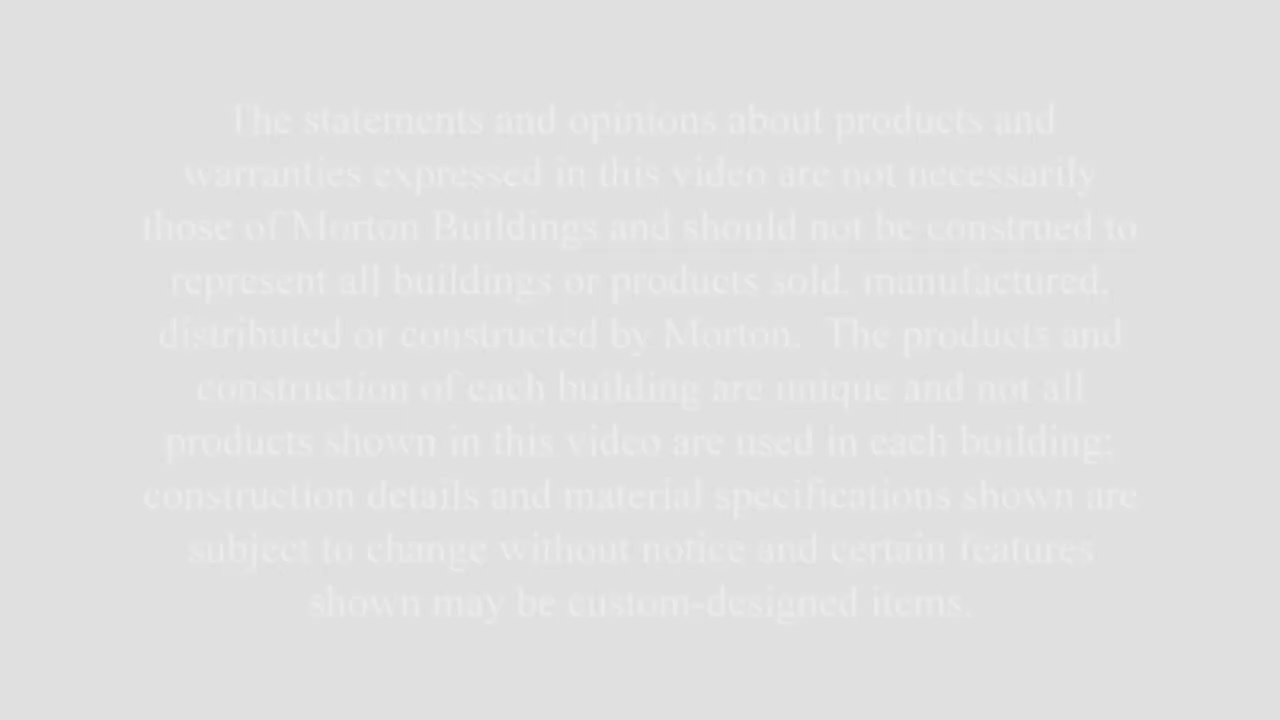 The statements and opinions about products and
warranties expressed in this video are not necessarily
those of Morton Buildings and should not be construed to
represent all buildings or products sold, manufactured,
distributed or constructed by Morton.  The products and
construction of each building are unique and not all
products shown in this video are used in each building;
construction details and material specifications shown are
subject to change without notice and certain features
shown may be custom-designed items.